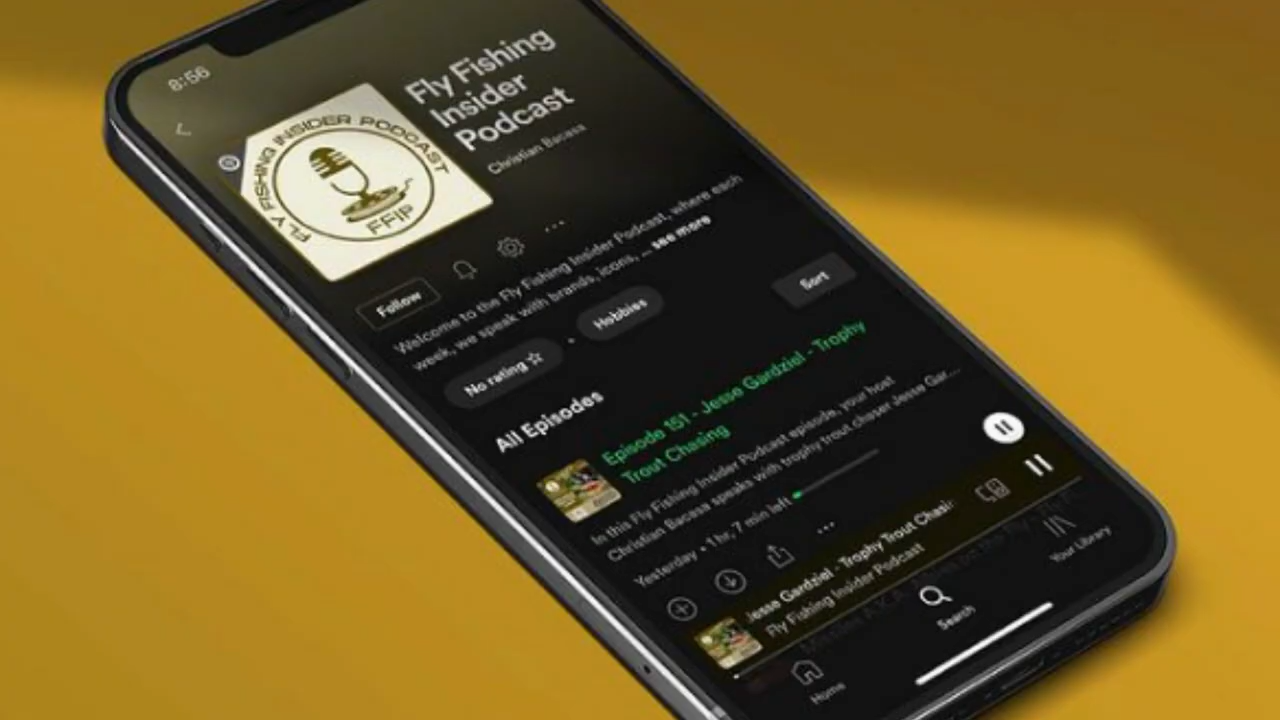 8:56
FLY FISHING INSIDER PODCAST
FFIP
Fly Fishing
Insider
Podcast
Christian Bacasa
Follow
Welcome to the Fly Fishing Insider Podcast, where each
week, we speak with brands, icons, ... see more
No rating
Hobbies
Sort
All Episodes
Episode 151 - Jesse Gardziel - Trophy
Trout Chasing
In this Fly Fishing Insider Podcast episode, your host
Christian Bacasa speaks with trophy trout chaser Jesse Gar...
Yesterday • 1 hr, 7 min left
Jesse Gardziel - Trophy Trout Chasi
Fly Fishing Insider Podcast
Home
Search
Your Library